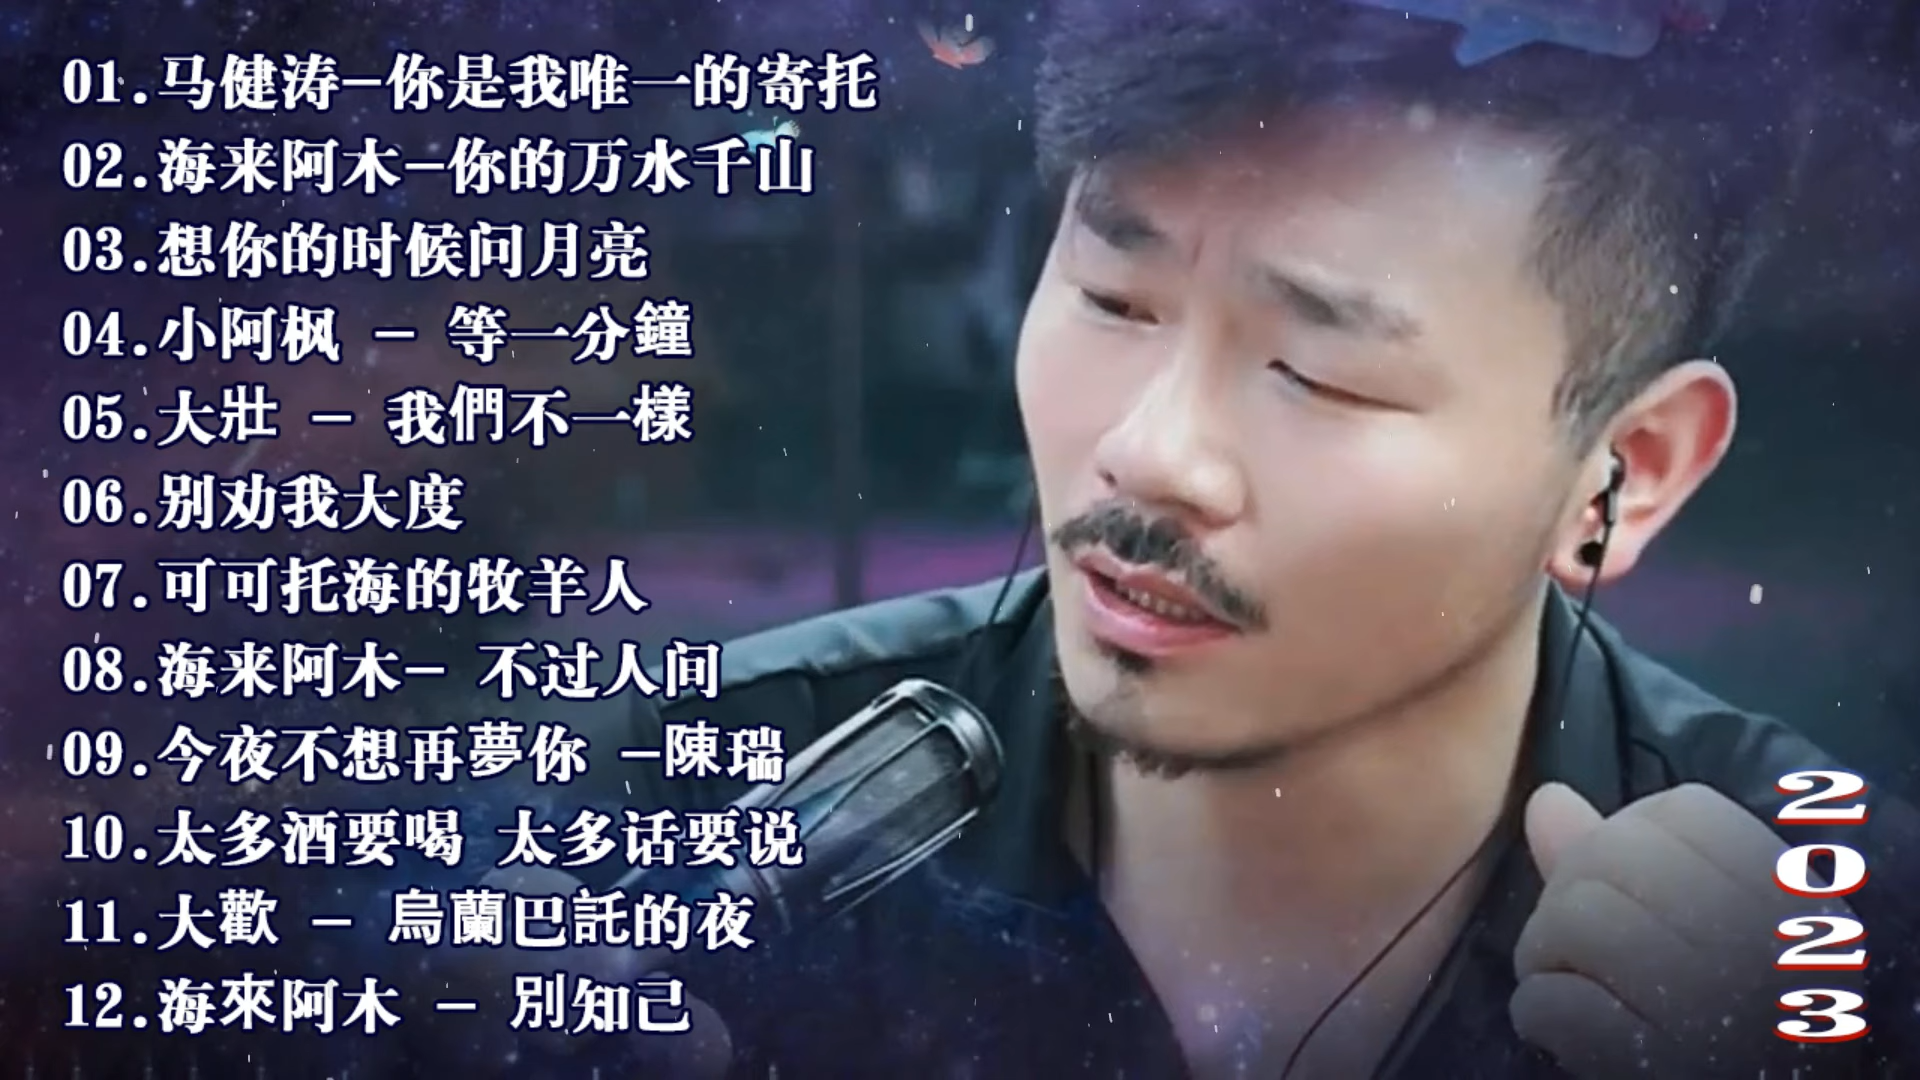 01.马健涛-你是我唯一的寄托
02.海来阿木-你的万水千山
03.想你的时候问月亮
04.小阿枫 - 等一分鐘
05.大壯 - 我們不一樣
06.别劝我大度
07.可可托海的牧羊人
08.海来阿木- 不过人间
09.今夜不想再夢你 -陳瑞
10.太多酒要喝 太多话要说
11.大歡 - 烏蘭巴託的夜
12.海來阿木 - 別知己
2023